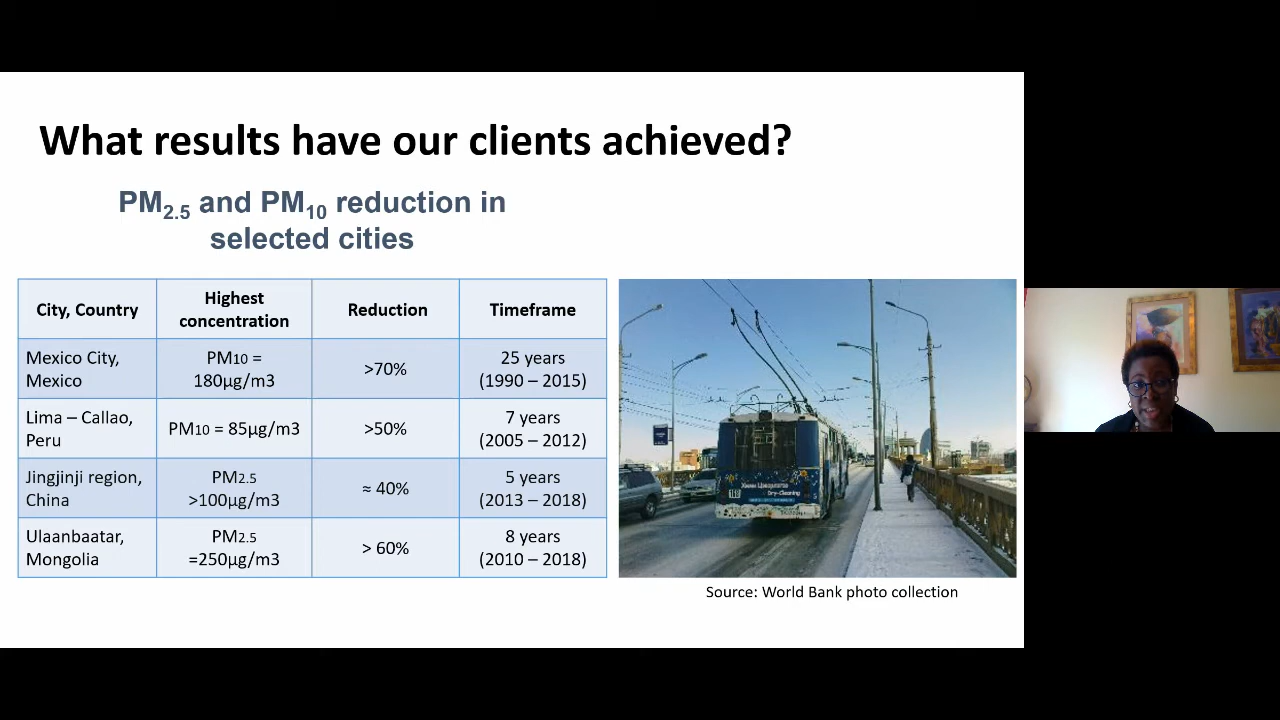 What results have our clients achieved?
PM2.5 and PM10 reduction in
selected cities
City, Country
Highest
concentration
Reduction
Timeframe
Mexico City,
Mexico
PM10 =
180µg/m3
>70%
25 years
(1990 – 2015)
Lima – Callao,
Peru
PM10 = 85µg/m3
>50%
7 years
(2005 – 2012)
Jingjinji region,
China
PM2.5
>100µg/m3
≈ 40%
5 years
(2013 – 2018)
Ulaanbaatar,
Mongolia
PM2.5
=250µg/m3
> 60%
8 years
(2010 – 2018)
Dry-Cleaning
Source: World Bank photo collection